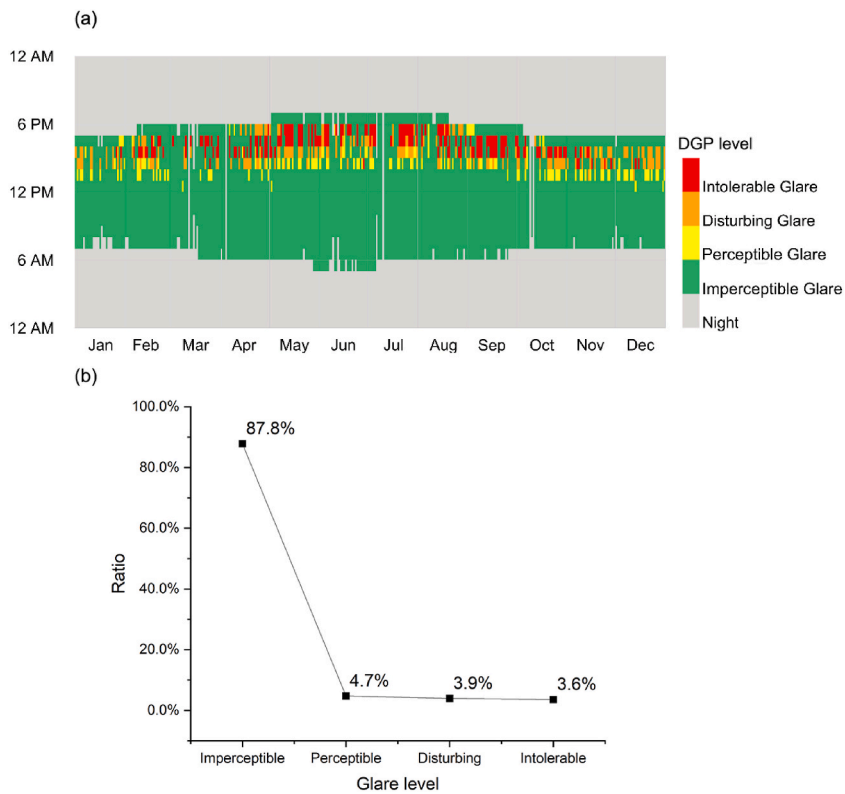 (a)
12 AM
6 PM
12 PM
6 AM
12 AM
Jan Feb Mar Apr May Jun Jul Aug Sep Oct Nov Dec
DGP level
Intolerable Glare
Disturbing Glare
Perceptible Glare
Imperceptible Glare
Night
(b)
100.0%
80.0%
60.0%
40.0%
20.0%
0.0%
Ratio
87.8%
4.7%
3.9%
3.6%
Imperceptible Perceptible Disturbing Intolerable
Glare level